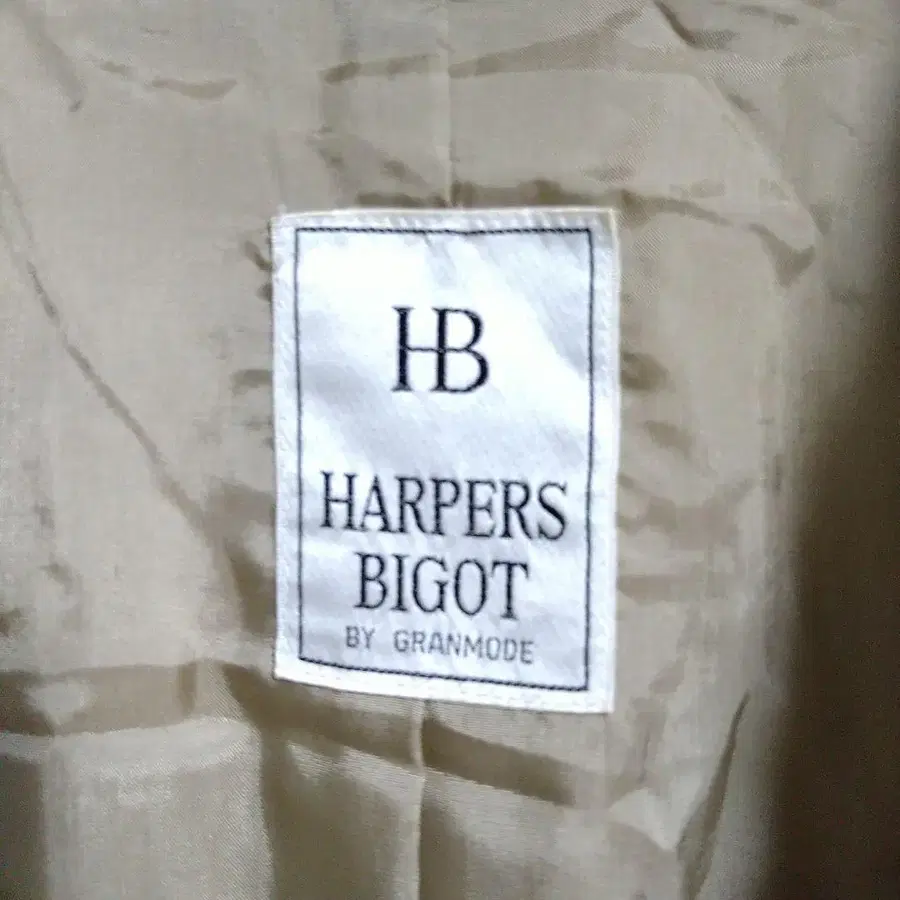 HB
HARPERS
BIGOT
BY GRANMODE